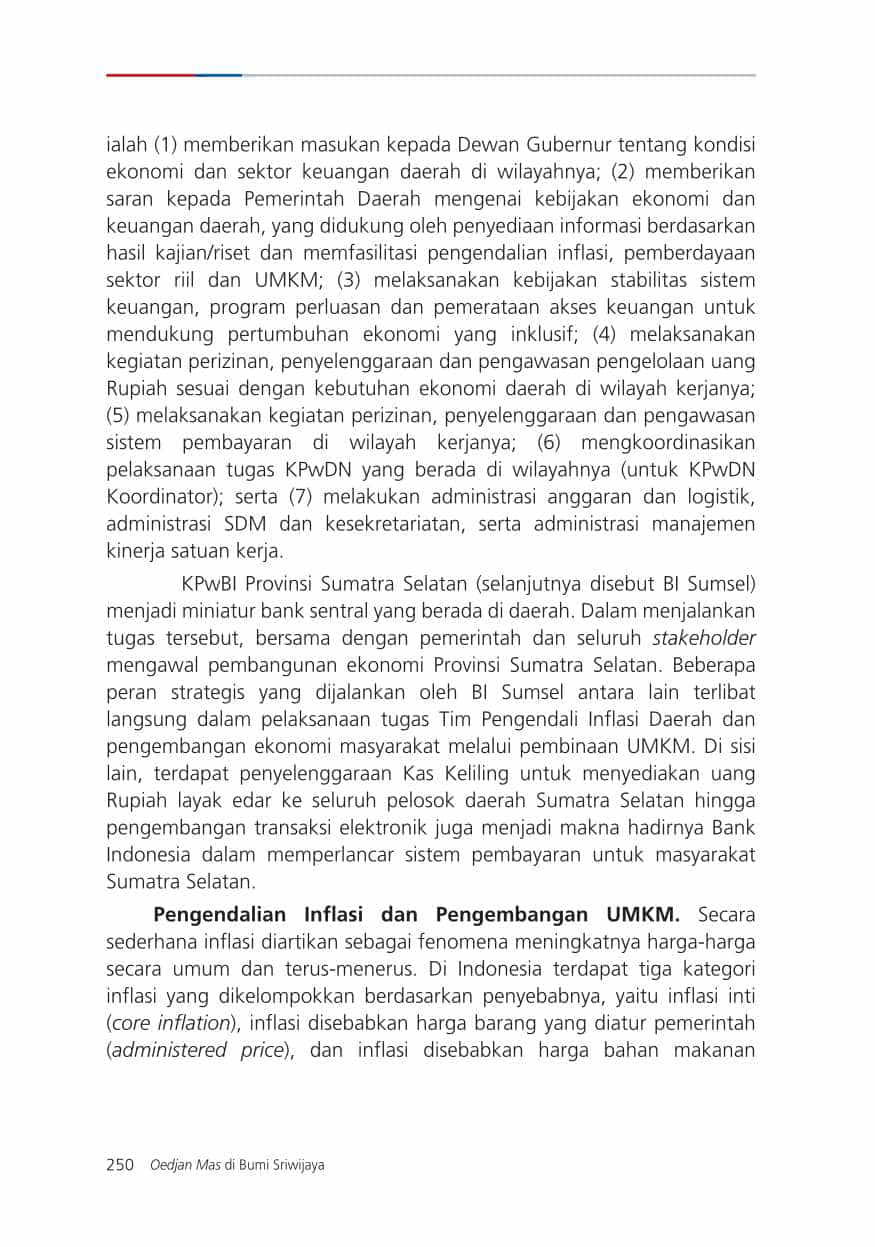 ialah (1) memberikan masukan kepada Dewan Gubernur tentang kondisi
ekonomi dan sektor keuangan daerah di wilayahnya; (2) memberikan
saran kepada Pemerintah Daerah mengenai kebijakan ekonomi dan
keuangan daerah, yang didukung oleh penyediaan informasi berdasarkan
hasil kajian/riset dan memfasilitasi pengendalian inflasi, pemberdayaan
sektor riil dan UMKM; (3) melaksanakan kebijakan stabilitas sistem
keuangan, program perluasan dan pemerataan akses keuangan untuk
mendukung pertumbuhan ekonomi yang inklusif; (4) melaksanakan
kegiatan perizinan, penyelenggaraan dan pengawasan pengelolaan uang
Rupiah sesuai dengan kebutuhan ekonomi daerah di wilayah kerjanya;
(5) melaksanakan kegiatan perizinan, penyelenggaraan dan pengawasan
sistem pembayaran di wilayah kerjanya; (6) mengkoordinasikan
pelaksanaan tugas KPwDN yang berada di wilayahnya (untuk KPwDN
Koordinator); serta (7) melakukan administrasi anggaran dan logistik,
administrasi SDM dan kesekretariatan, serta administrasi manajemen
kinerja satuan kerja.
KPwBI Provinsi Sumatra Selatan (selanjutnya disebut BI Sumsel)
menjadi miniatur bank sentral yang berada di daerah. Dalam menjalankan
tugas tersebut, bersama dengan pemerintah dan seluruh stakeholder
mengawal pembangunan ekonomi Provinsi Sumatra Selatan. Beberapa
peran strategis yang dijalankan oleh BI Sumsel antara lain terlibat
langsung dalam pelaksanaan tugas Tim Pengendali Inflasi Daerah dan
pengembangan ekonomi masyarakat melalui pembinaan UMKM. Di sisi
lain, terdapat penyelenggaraan Kas Keliling untuk menyediakan uang
Rupiah layak edar ke seluruh pelosok daerah Sumatra Selatan hingga
pengembangan transaksi elektronik juga menjadi makna hadirnya Bank
Indonesia dalam memperlancar sistem pembayaran untuk masyarakat
Sumatra Selatan.
Pengendalian Inflasi dan Pengembangan UMKM. Secara
sederhana inflasi diartikan sebagai fenomena meningkatnya harga-harga
secara umum dan terus-menerus. Di Indonesia terdapat tiga kategori
inflasi yang dikelompokkan berdasarkan penyebabnya, yaitu inflasi inti
(core inflation), inflasi disebabkan harga barang yang diatur pemerintah
(administered price), dan inflasi disebabkan harga bahan makanan
250 Oedjan Mas di Bumi Sriwijaya